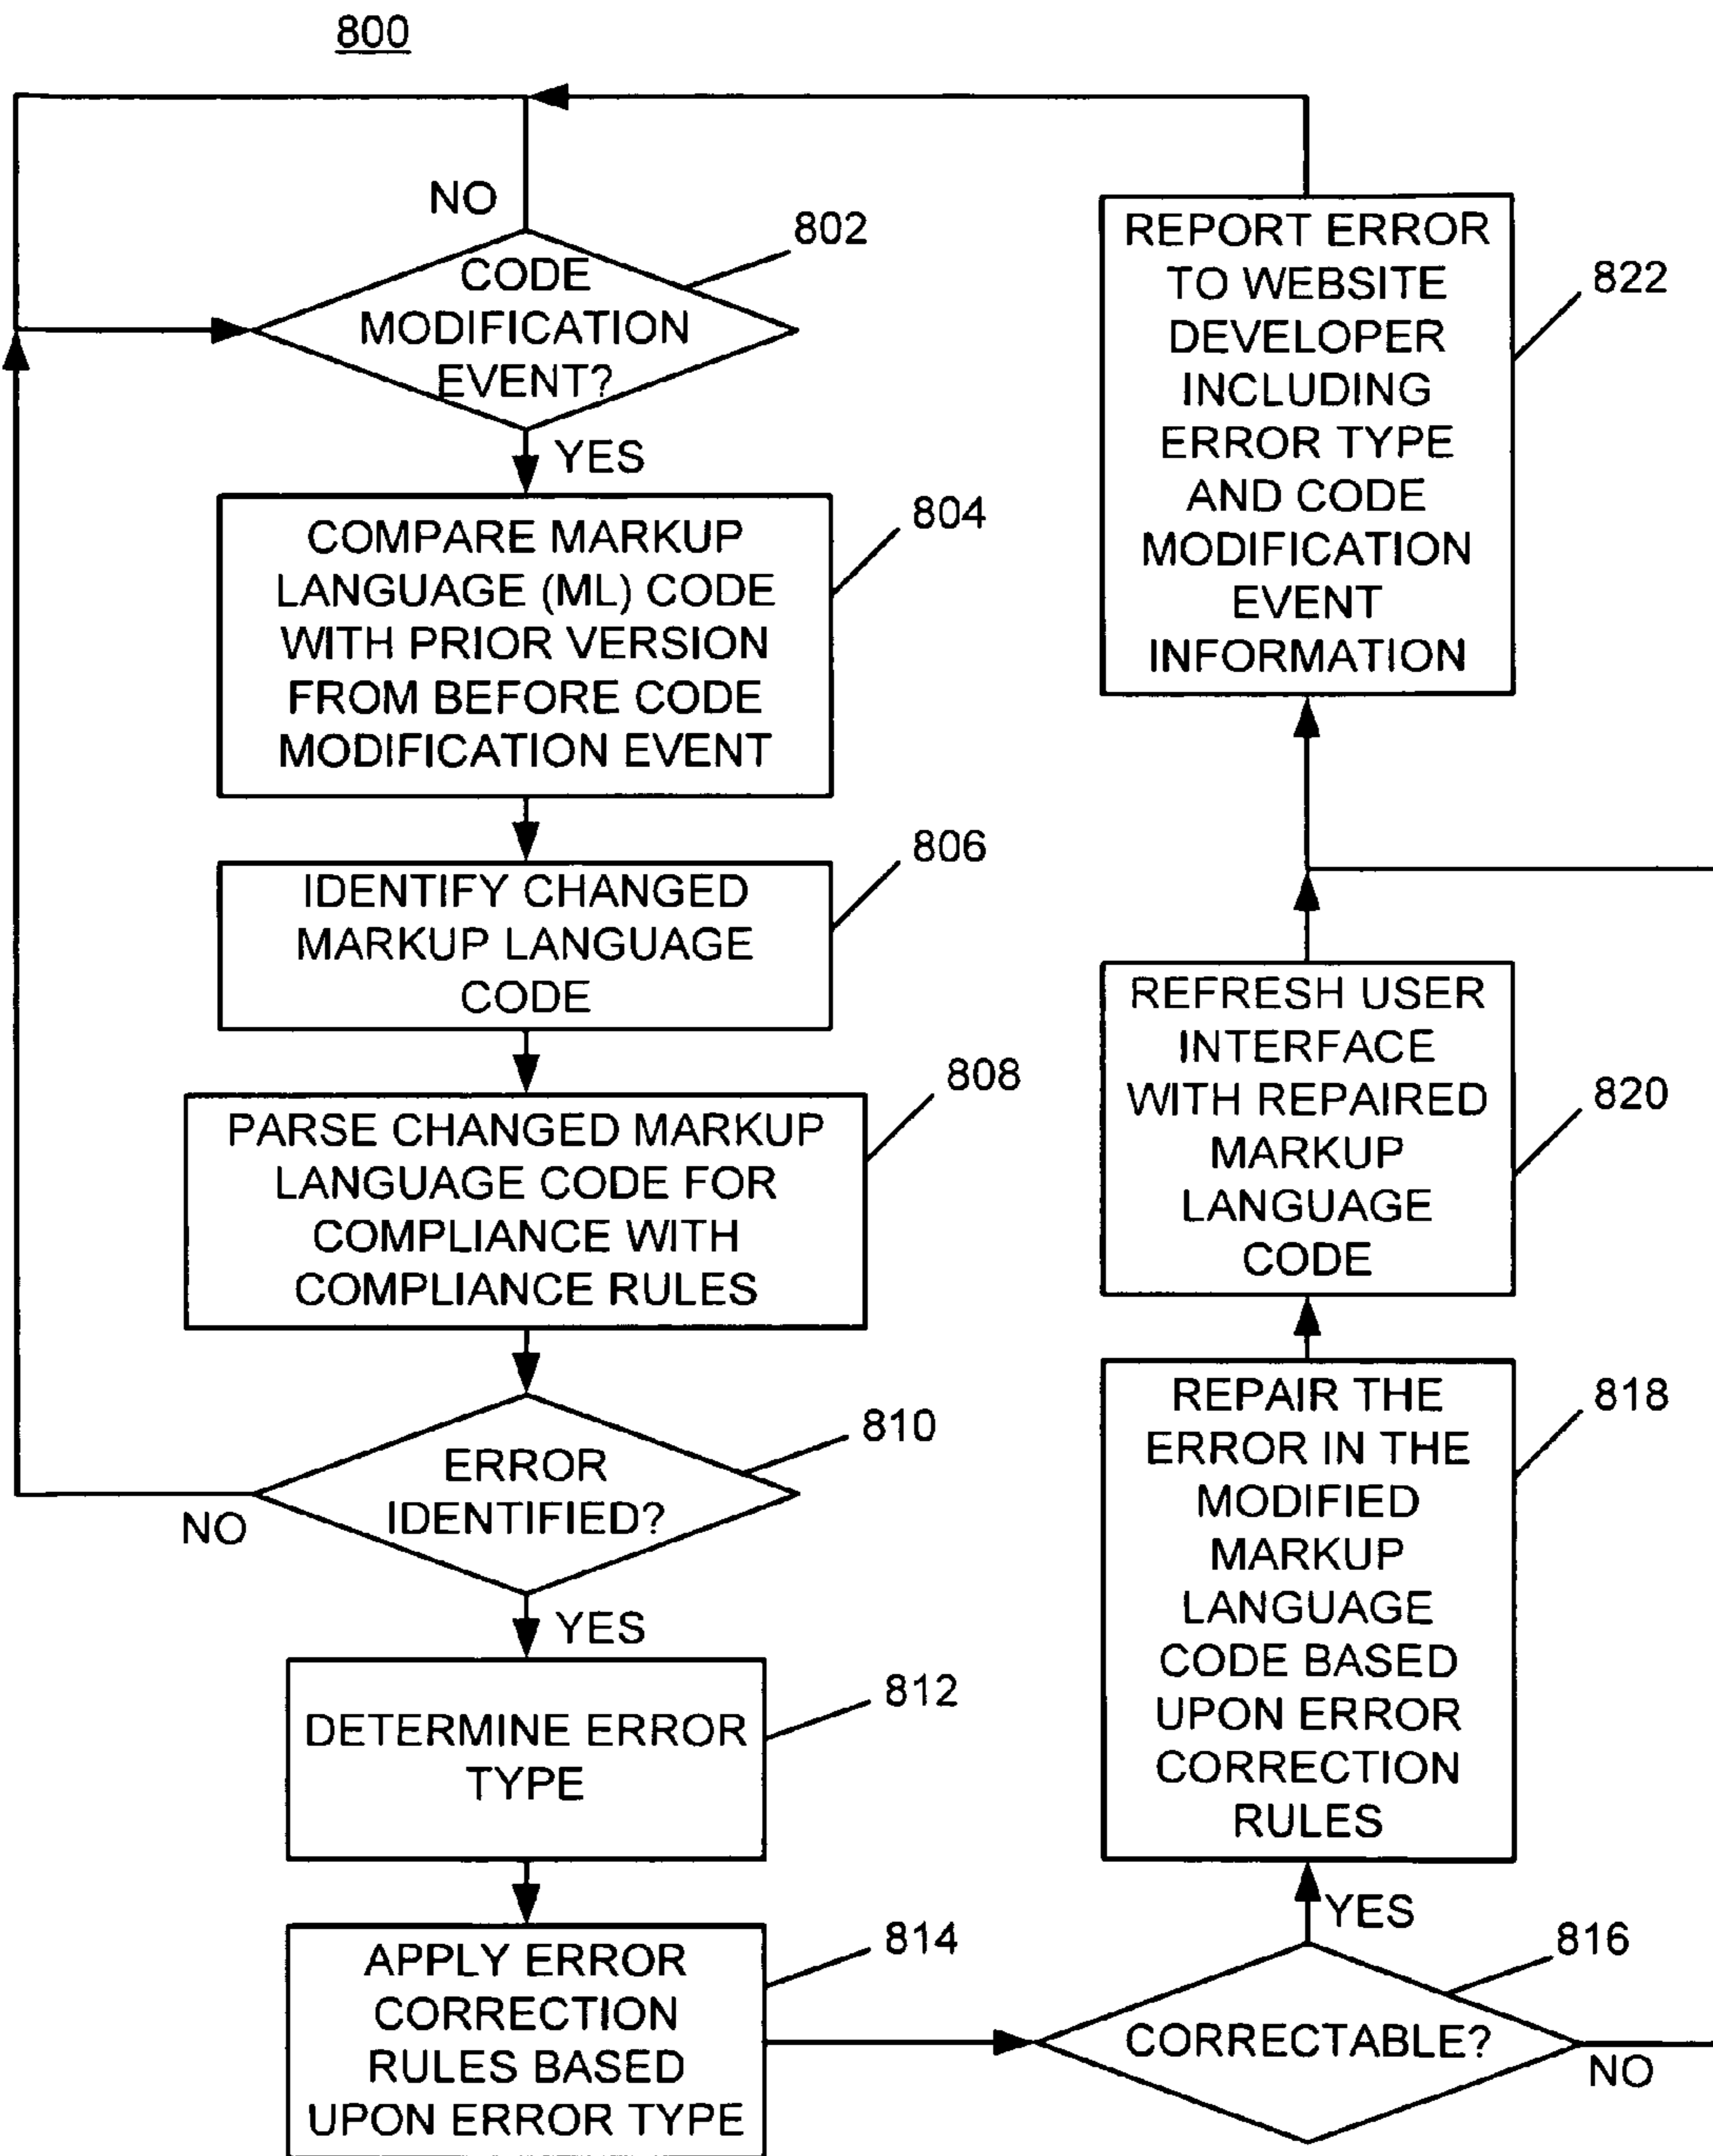 800
NO
802
CODE
MODIFICATION
EVENT?
YES
804
COMPARE MARKUP
LANGUAGE (ML) CODE
WITH PRIOR VERSION
FROM BEFORE CODE
MODIFICATION EVENT
806
IDENTIFY CHANGED
MARKUP LANGUAGE
CODE
808
PARSE CHANGED MARKUP
LANGUAGE CODE FOR
COMPLIANCE WITH
COMPLIANCE RULES
810
ERROR
IDENTIFIED?
NO
YES
812
DETERMINE ERROR
TYPE
814
APPLY ERROR
CORRECTION
RULES BASED
UPON ERROR TYPE
816
CORRECTABLE?
NO
YES
818
REPAIR THE
ERROR IN THE
MODIFIED
MARKUP
LANGUAGE
CODE BASED
UPON ERROR
CORRECTION
RULES
820
REFRESH USER
INTERFACE
WITH REPAIRED
MARKUP
LANGUAGE
CODE
822
REPORT ERROR
TO WEBSITE
DEVELOPER
INCLUDING
ERROR TYPE
AND CODE
MODIFICATION
EVENT
INFORMATION